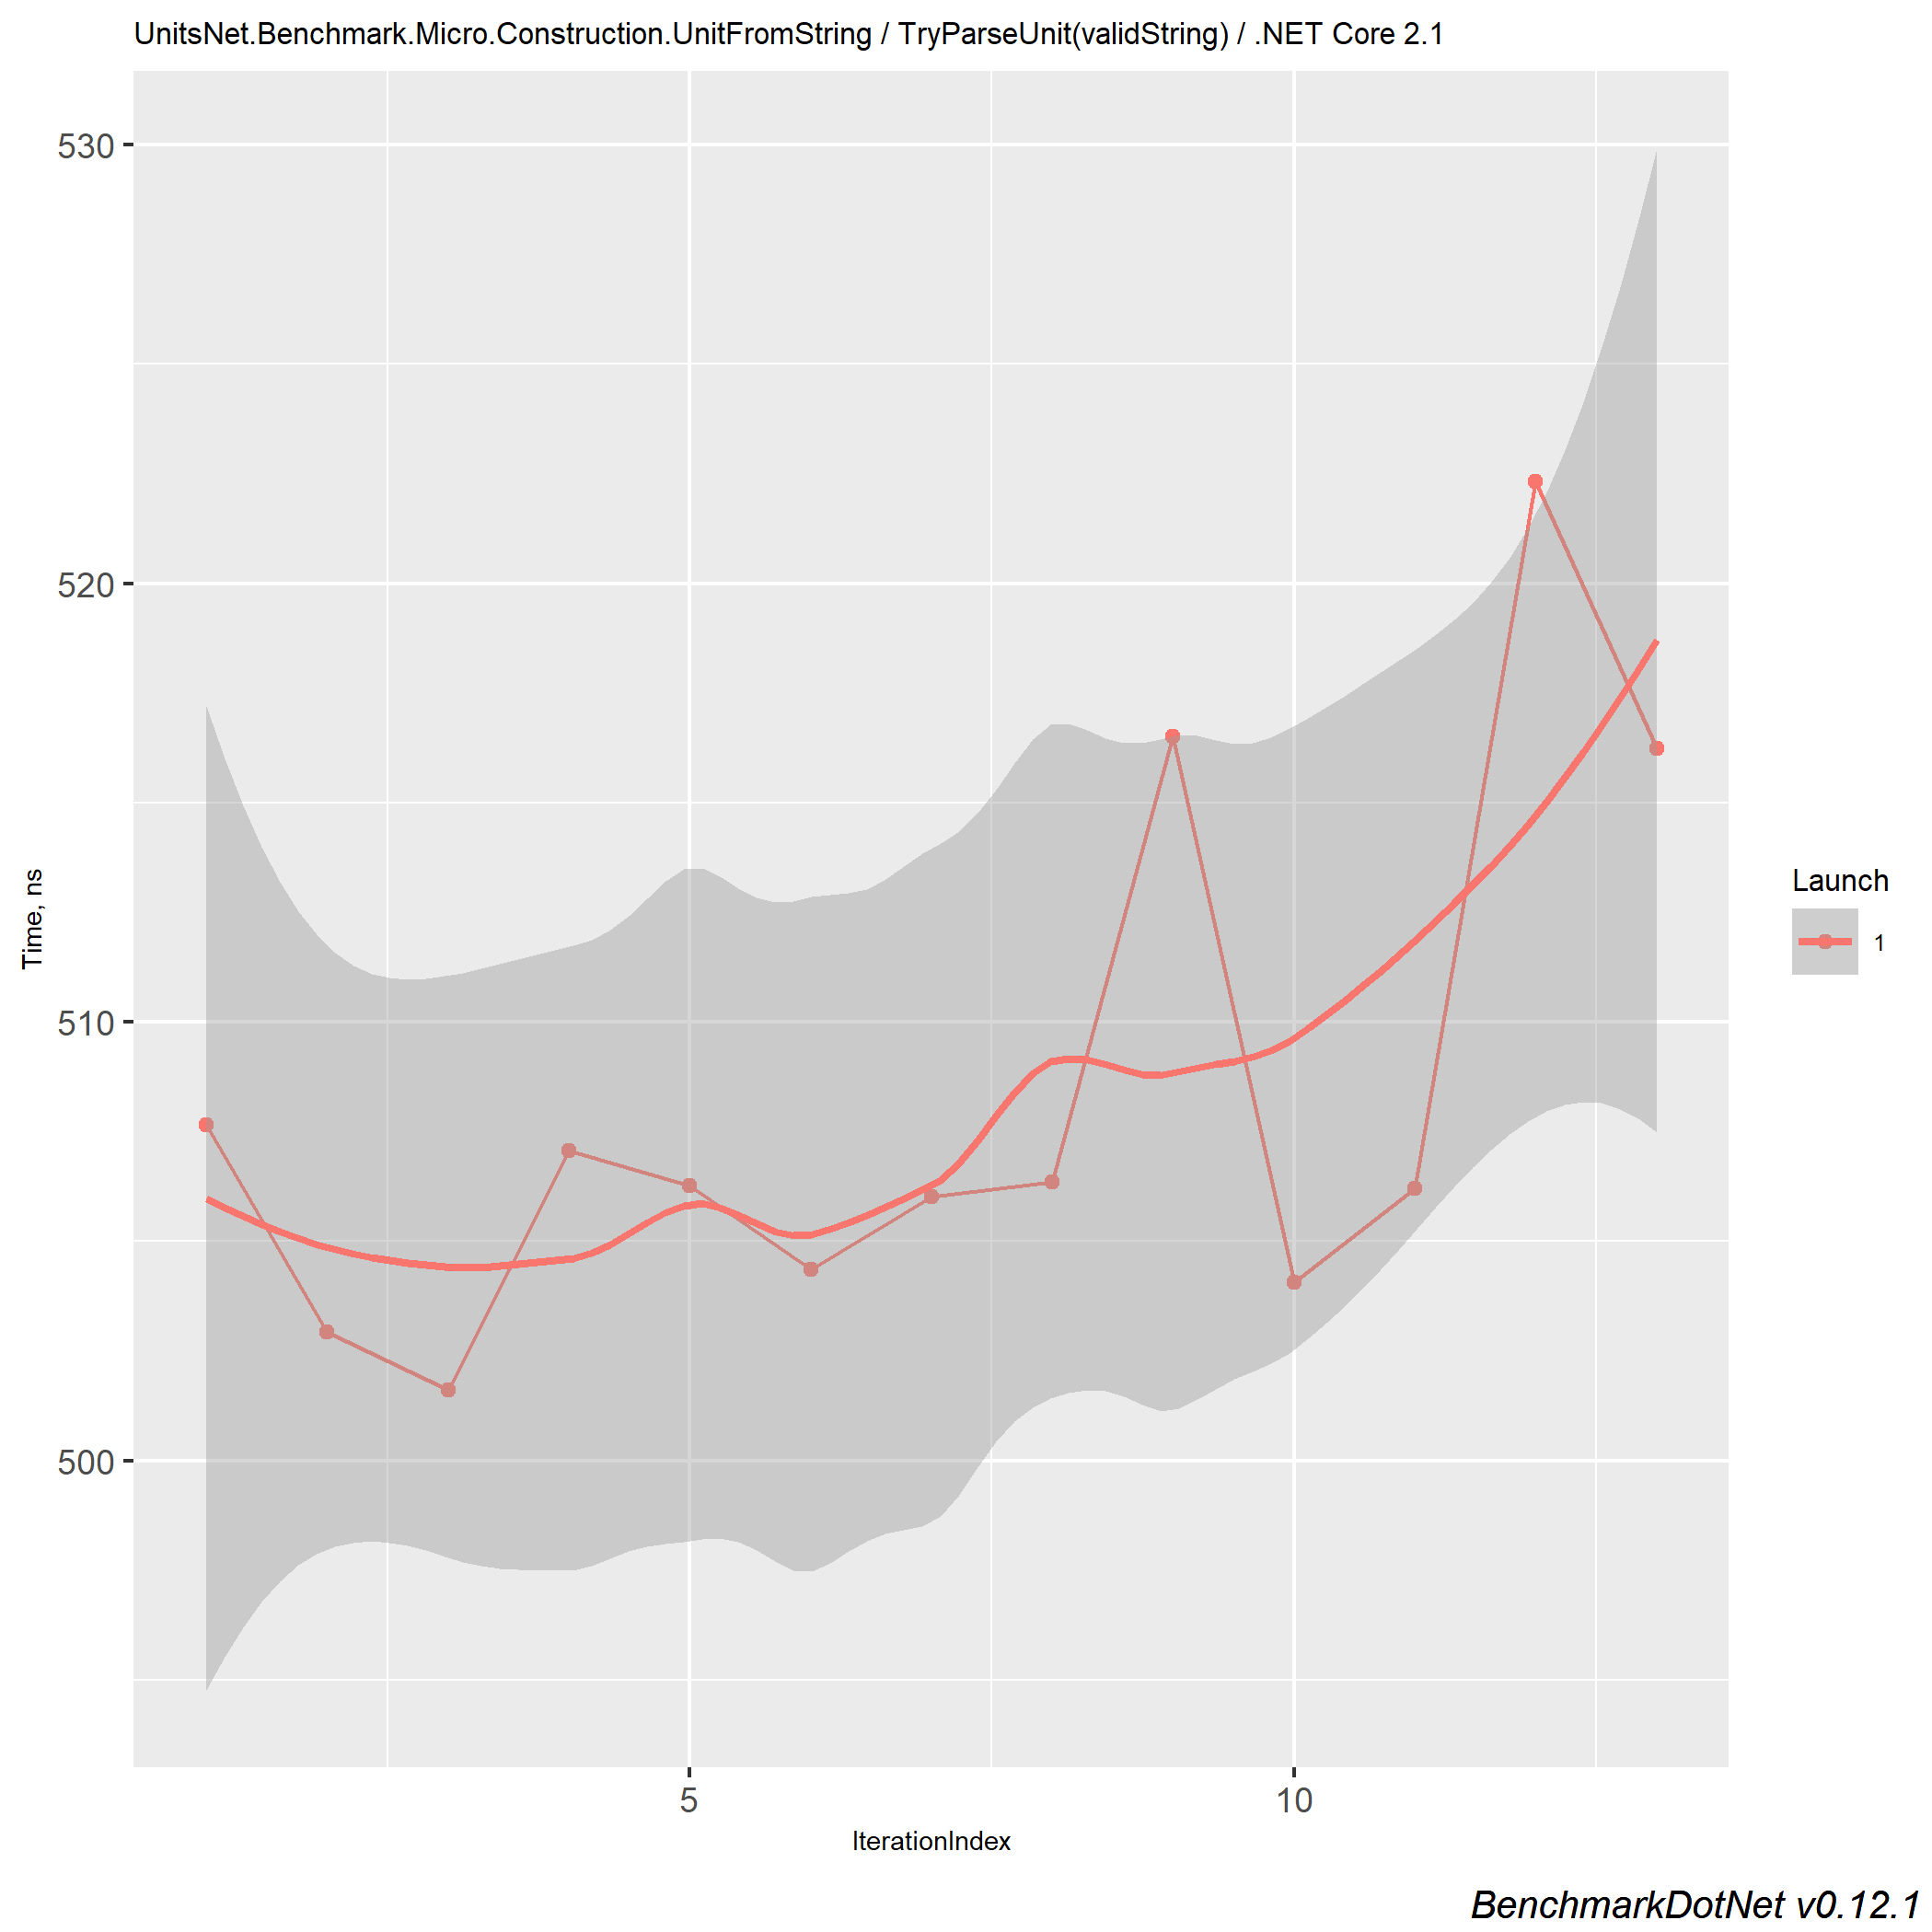 UnitsNet.Benchmark.Micro.Construction.UnitFromString / TryParseUnit(validString) / .NET Core 2.1
530
520
510
500
Time, ns
5
10
IterationIndex
Launch
1
BenchmarkDotNet v0.12.1